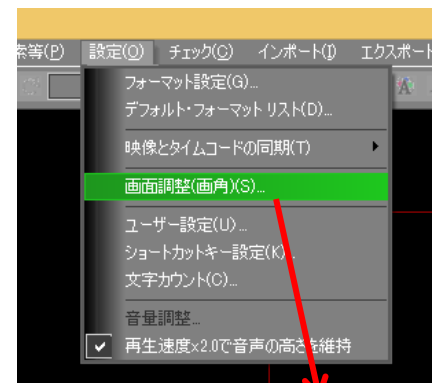 索等(P) 設定(O) チェック(C) インポート(I) エクスポート
フォーマット設定(G)...
デフォルト・フォーマット リスト(D)...
映像とタイムコードの同期(T)
画面調整(画角)(S)...
ユーザー設定(U)...
ショートカットキー設定(K)...
文字カウント(C)...
音量調整...
再生速度×2.0で音声の高さを維持